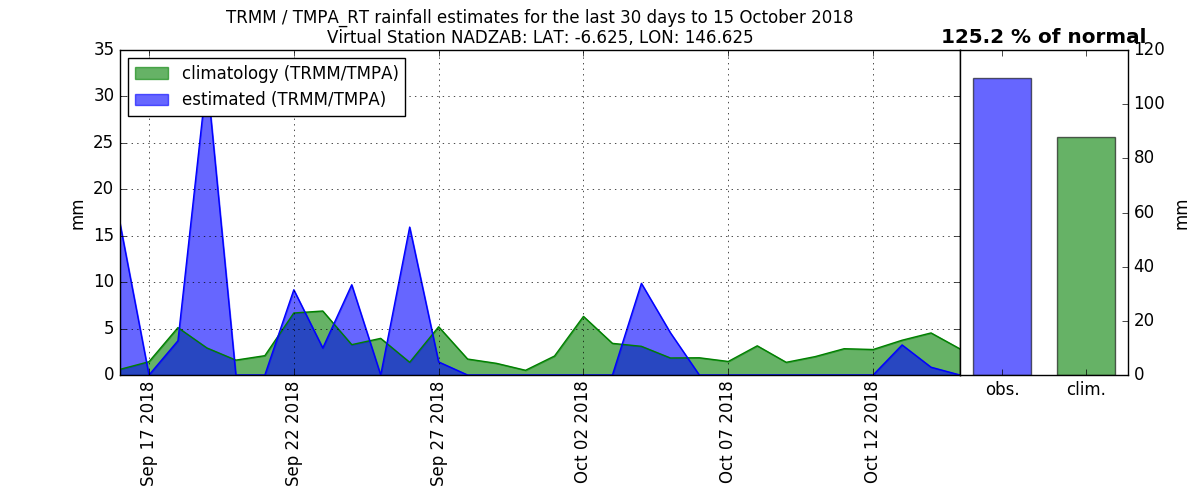 TRMM / TMPA_RT rainfall estimates for the last 30 days to 15 October 2018
Virtual Station NADZAB: LAT: -6.625, LON: 146.625
125.2 % of normal
climatology (TRMM/TMPA)
estimated (TRMM/TMPA)
35
30
25
20
15
10
5
0
mm
Sep 17 2018
Sep 22 2018
Sep 27 2018
Oct 02 2018
Oct 07 2018
Oct 12 2018
obs.
clim.
120
100
80
60
40
20
0
mm